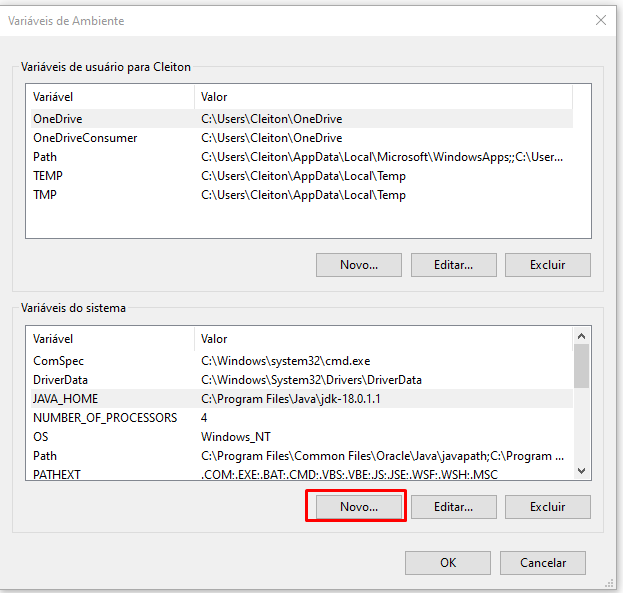 Variáveis de Ambiente
Variáveis de usuário para Cleiton
Variável Valor
OneDrive C:\Users\Cleiton\OneDrive
OneDriveConsumer C:\Users\Cleiton\OneDrive
Path C:\Users\Cleiton\AppData\Local\Microsoft\WindowsApps;;C:\User...
TEMP C:\Users\Cleiton\AppData\Local\Temp
TMP C:\Users\Cleiton\AppData\Local\Temp
Novo... Editar... Excluir
Variáveis do sistema
Variável Valor
ComSpec C:\Windows\system32\cmd.exe
DriverData C:\Windows\System32\Drivers\DriverData
JAVA_HOME C:\Program Files\Java\jdk-18.0.1.1
NUMBER_OF_PROCESSORS 4
OS Windows_NT
Path C:\Program Files\Common Files\Oracle\Java\javapath;C:\Program ...
PATHEXT .COM;.EXE;.BAT;.CMD;.VBS;.VBE;.JS;.JSE;.WSF;.WSH;.MSC
Novo... Editar... Excluir
OK Cancelar